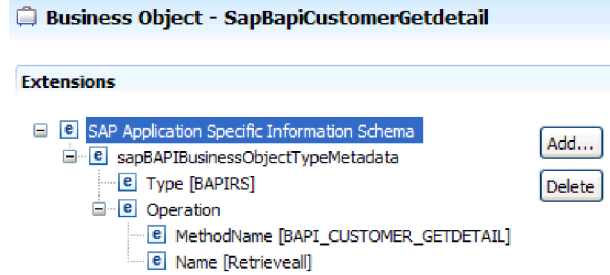 Business Object - SapBapiCustomerGetdetail
Extensions
e SAP Application Specific Information Schema
Add...
e sapBAPIBusinessObjectTypeMetadata
e Type [BAPIRS]
Delete
e Operation
e MethodName [BAPI_CUSTOMER_GETDETAIL]
e Name [Retrieveall]